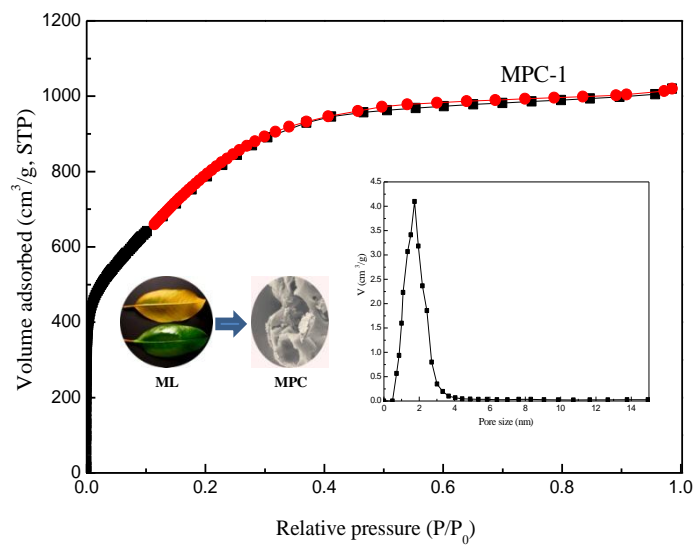 1200
1000
800
600
400
200
0
Volume adsorbed (cm³/g, STP)
0.0 0.2 0.4 0.6 0.8 1.0
Relative pressure (P/P₀)
MPC-1
ML
MPC
4.5
4.0
3.5
3.0
2.5
2.0
1.5
1.0
0.5
0.0
V (cm³/g)
0 2 4 6 8 10 12 14
Pore size (nm)